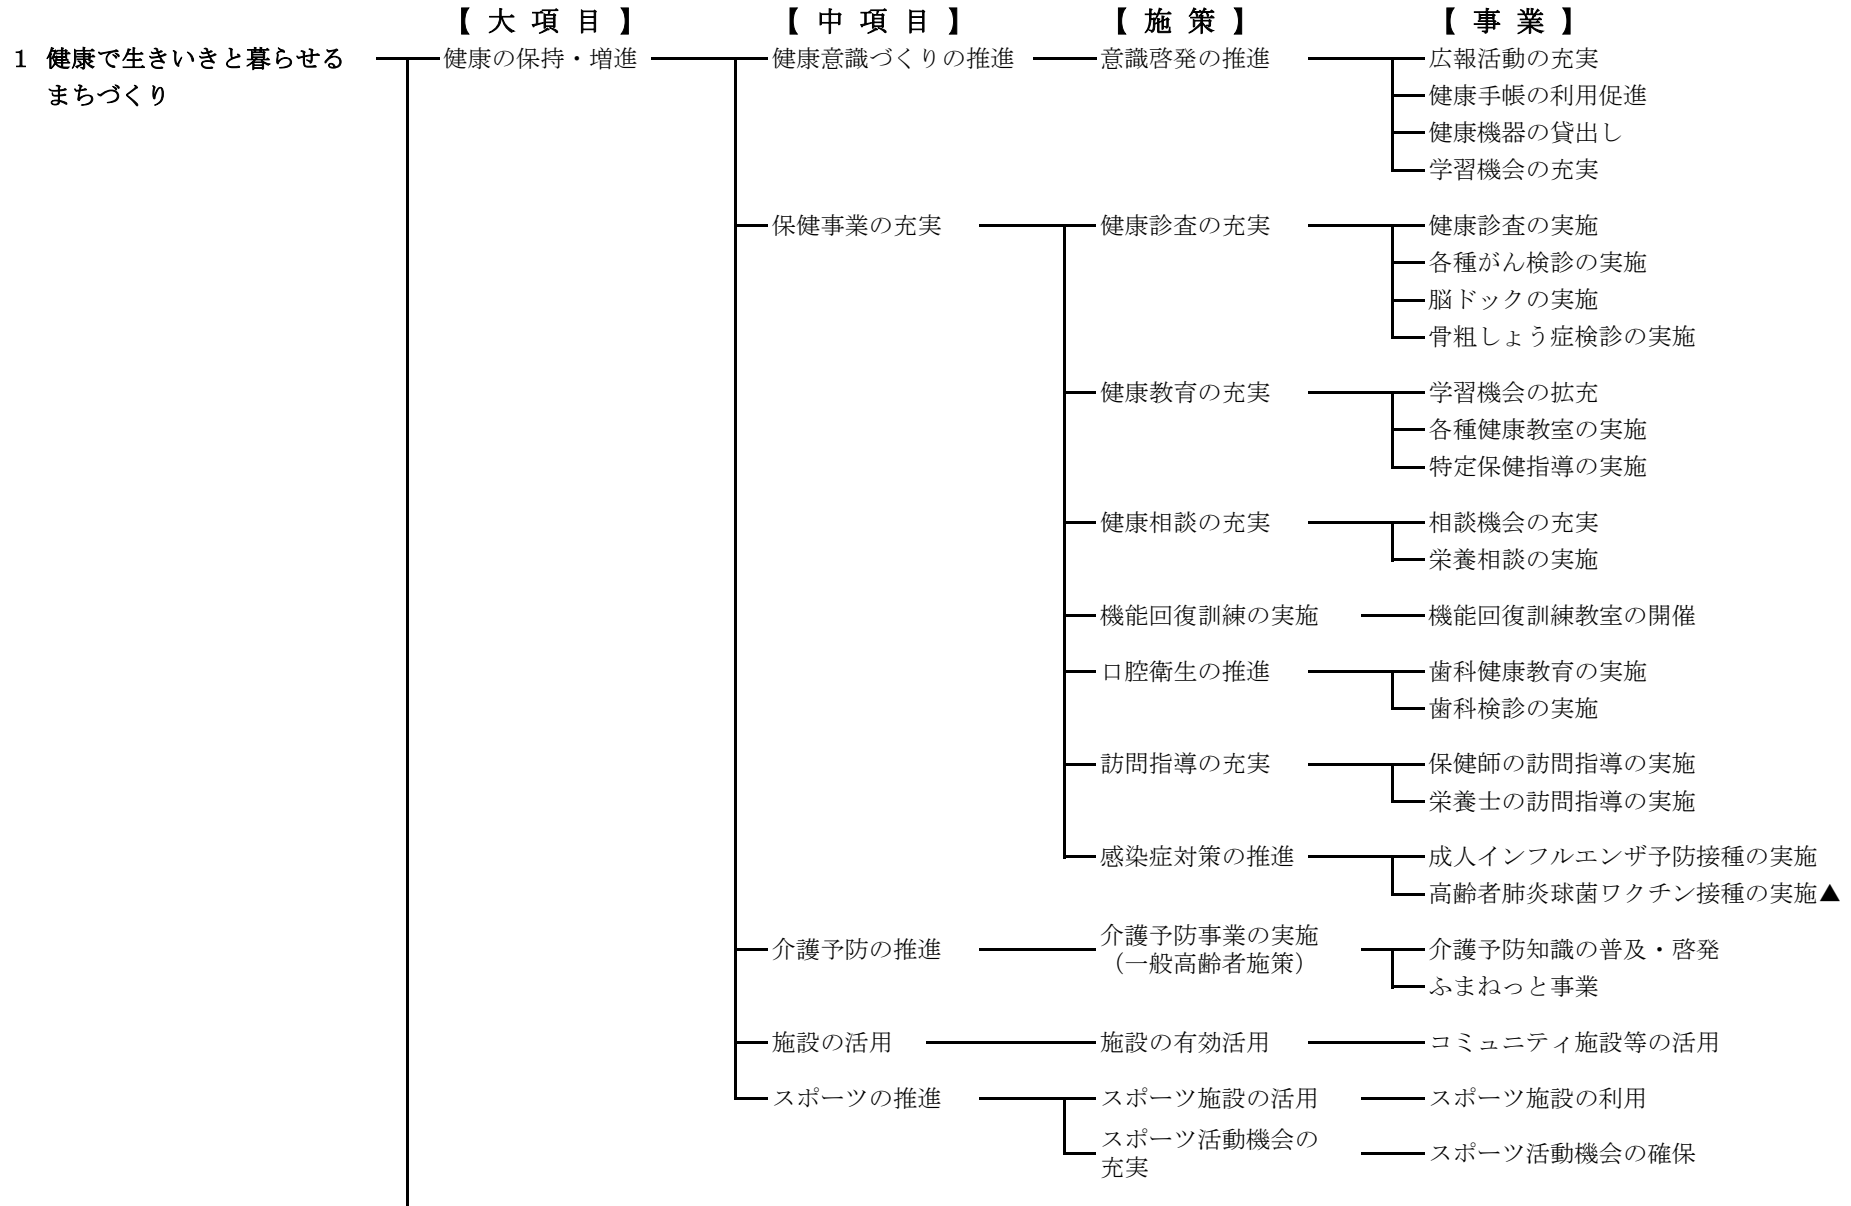 【 大 項 目 】 【 中 項 目 】 【 施 策 】 【 事 業 】
１ 健康で生きいきと暮らせる 健康の保持・増進 健康意識づくりの推進 意識啓発の推進 広報活動の充実
まちづくり 健康手帳の利用促進
健康機器の貸出し
学習機会の充実
保健事業の充実 健康診査の充実 健康診査の実施
各種がん検診の実施
脳ドックの実施
骨粗しょう症検診の実施
健康教育の充実 学習機会の拡充
各種健康教室の実施
特定保健指導の実施
健康相談の充実 相談機会の充実
栄養相談の実施
機能回復訓練の実施 機能回復訓練教室の開催
口腔衛生の推進 歯科健康教育の実施
歯科検診の実施
訪問指導の充実 保健師の訪問指導の実施
栄養士の訪問指導の実施
感染症対策の推進 成人インフルエンザ予防接種の実施
高齢者肺炎球菌ワクチン接種の実施▲
介護予防の推進 介護予防事業の実施 介護予防知識の普及・啓発
（一般高齢者施策）
ふまねっと事業
施設の活用 施設の有効活用 コミュニティ施設等の活用
スポーツの推進 スポーツ施設の活用 スポーツ施設の利用
スポーツ活動機会の スポーツ活動機会の確保
充実